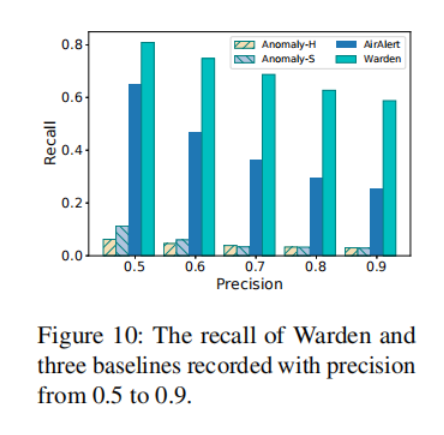 Anomaly-H AirAlert
Anomaly-S Warden
0.8
0.6
0.4
0.2
0.0
Recall
0.5 0.6 0.7 0.8 0.9
Precision
Figure 10: The recall of Warden and
three baselines recorded with precision
from 0.5 to 0.9.